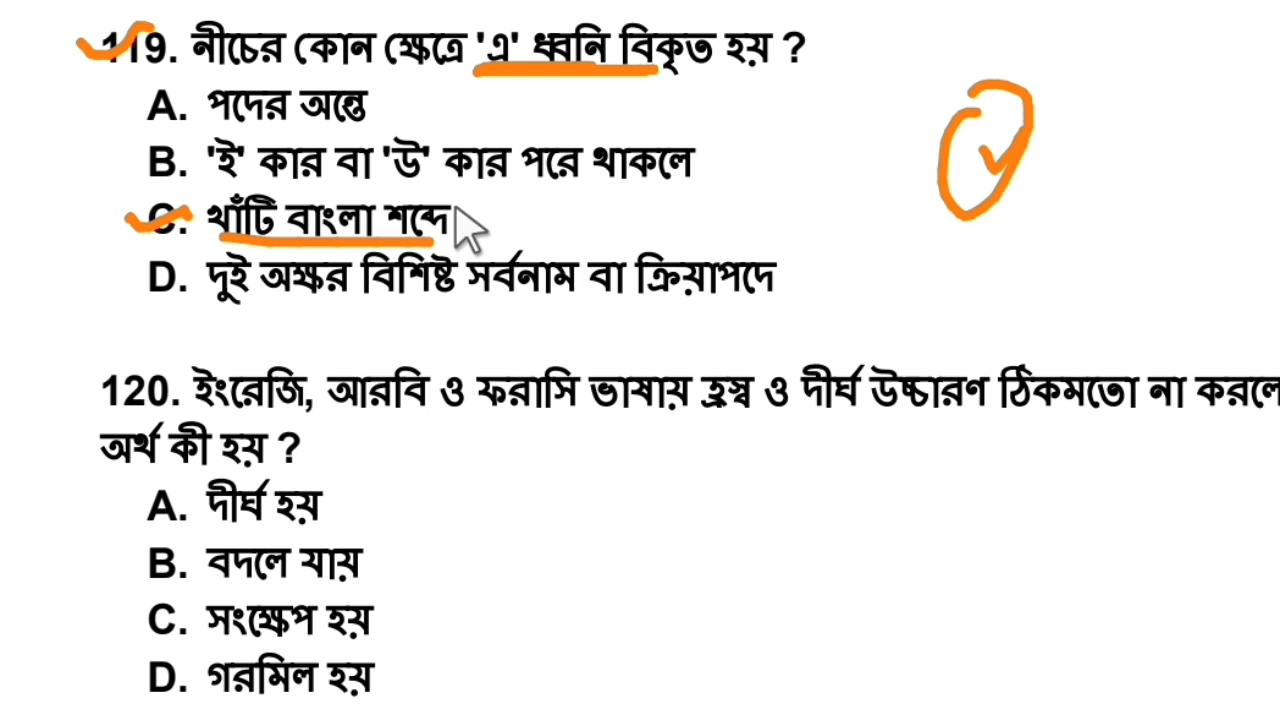 119. নীচের কোন ক্ষেত্রে 'এ' ধ্বনি বিকৃত হয় ?
A. পদের অন্তে
B. 'ই' কার বা 'উ' কার পরে থাকলে
C. খাঁটি বাংলা শব্দে
D. দুই অক্ষর বিশিষ্ট সর্বনাম বা ক্রিয়াপদে
120. ইংরেজি, আরবি ও ফরাসি ভাষায় হ্রস্ব ও দীর্ঘ উচ্চারণ ঠিকমতো না করলে
অর্থ কী হয় ?
A. দীর্ঘ হয়
B. বদলে যায়
C. সংক্ষেপ হয়
D. গরমিল হয়